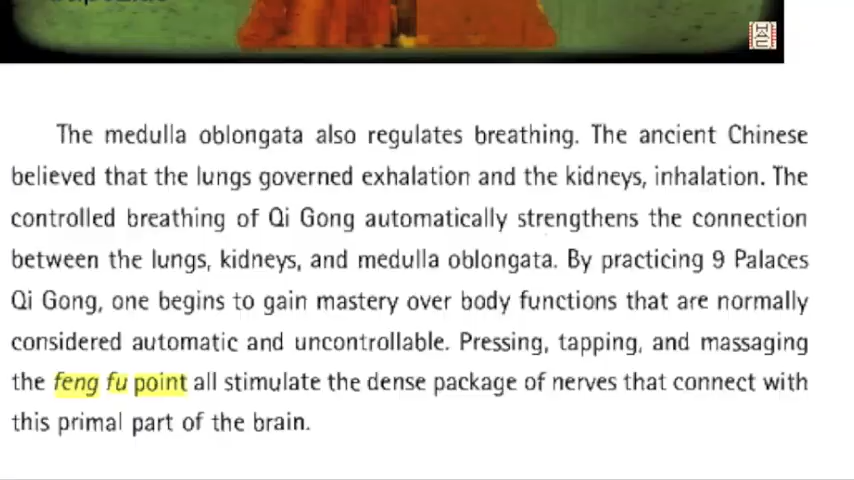 The medulla oblongata also regulates breathing. The ancient Chinese
believed that the lungs governed exhalation and the kidneys, inhalation. The
controlled breathing of Qi Gong automatically strengthens the connection
between the lungs, kidneys, and medulla oblongata. By practicing 9 Palaces
Qi Gong, one begins to gain mastery over body functions that are normally
considered automatic and uncontrollable. Pressing, tapping, and massaging
the feng fu point all stimulate the dense package of nerves that connect with
this primal part of the brain.